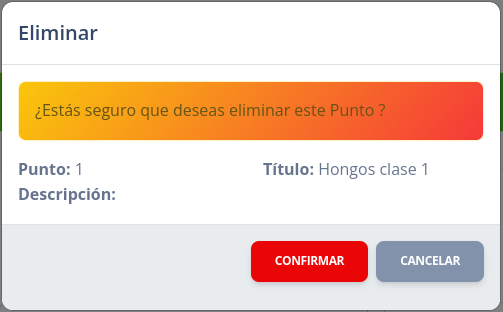 Eliminar
¿Estás seguro que deseas eliminar este Punto ?
Punto: 1 Título: Hongos clase 1
Descripción:
CONFIRMAR CANCELAR